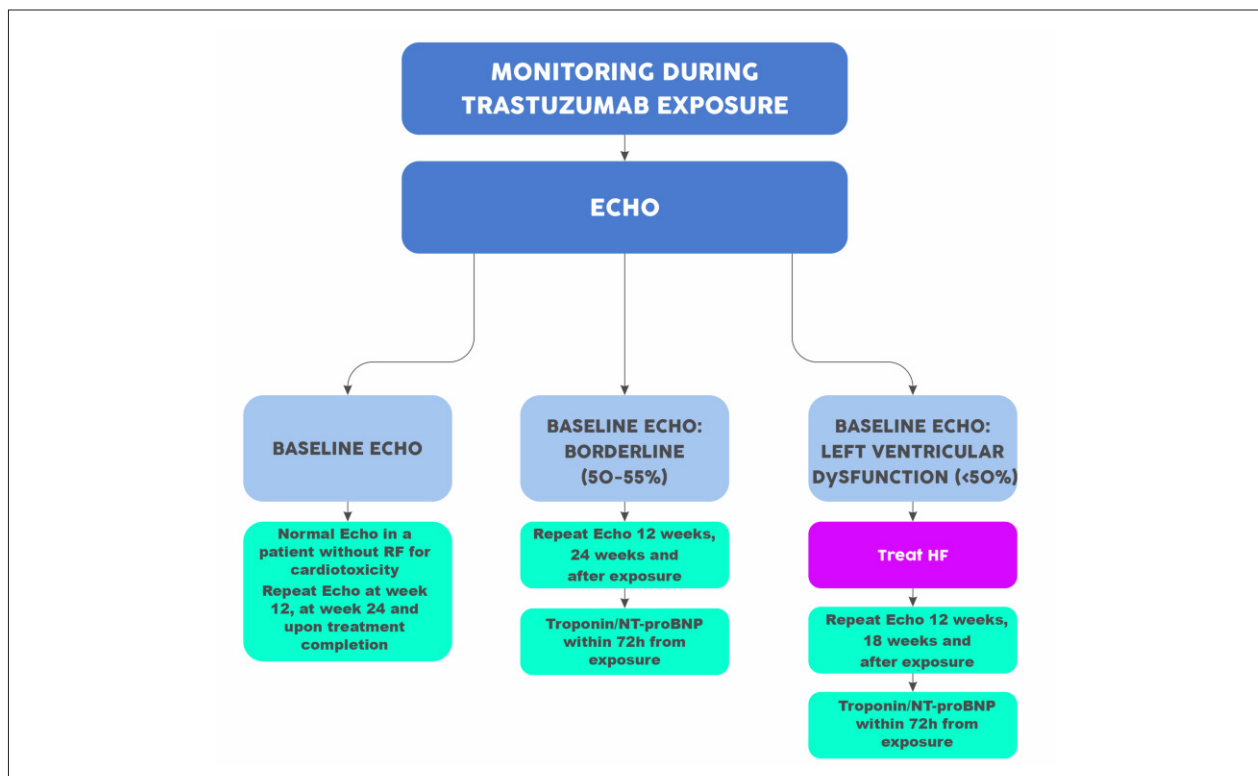 MONITORING DURING
TRASTUZUMAB EXPOSURE
ECHO
BASELINE ECHO
Normal Echo in a
patient without RF for
cardiotoxicity
Repeat Echo at week
12, at week 24 and
upon treatment
completion
BASELINE ECHO:
BORDERLINE
(50-55%)
Repeat Echo 12 weeks,
24 weeks and
after exposure
Troponin/NT-proBNP
within 72h from
exposure
BASELINE ECHO:
LEFT VENTRICULAR
DySFUNCTION (<50%)
Treat HF
Repeat Echo 12 weeks,
18 weeks and
after exposure
Troponin/NT-proBNP
within 72h from
exposure